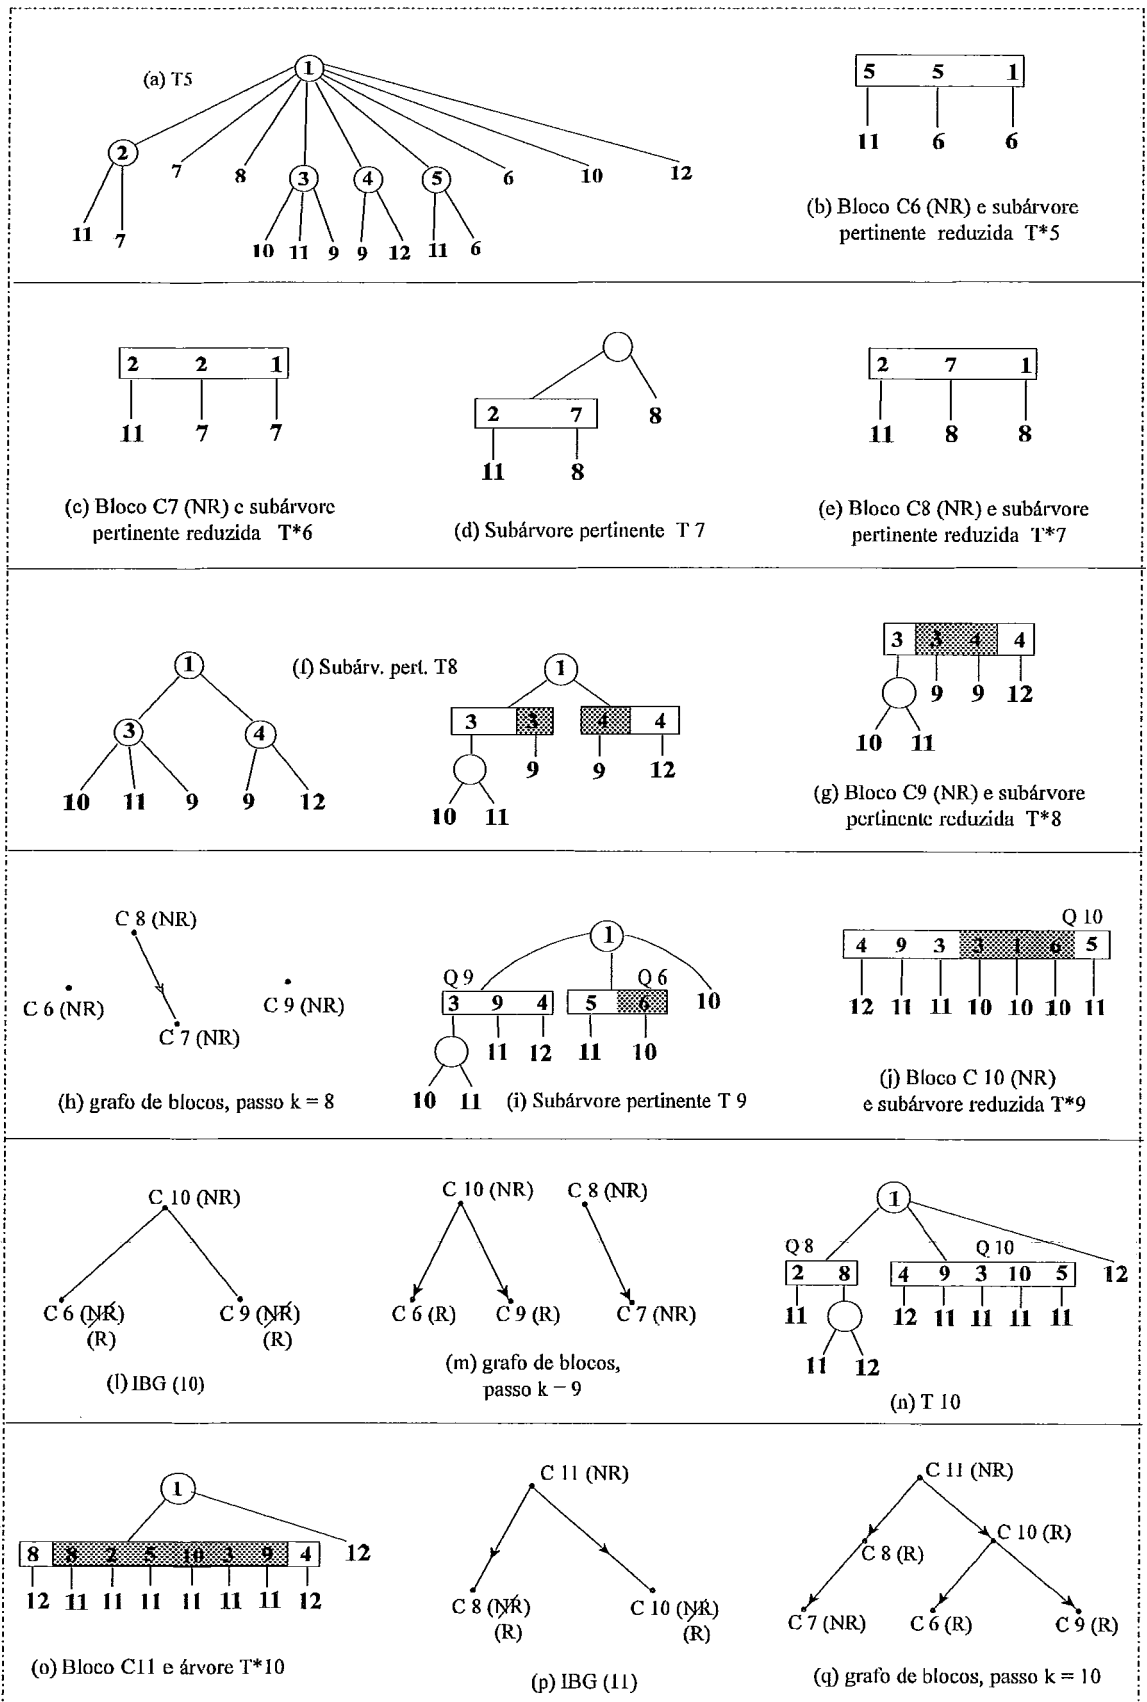 (a) T5
1
2
7
8
3
4
5
6
10
12
11
7
10
11
9
9
12
11
6
5 5 1
11 6 6
(b) Bloco C6 (NR) e subárvore
pertinente reduzida T*5
2 2 1
11 7 7
(c) Bloco C7 (NR) e subárvore
pertinente reduzida T*6
2 7
8
11 8
(d) Subárvore pertinente T 7
2 7 1
11 8 8
(e) Bloco C8 (NR) e subárvore
pertinente reduzida T*7
(f) Subárv. pert. T8
1
3 4
10 11 9 9 12
1
3 3 4 4
9 9 12
10 11
3 3 4 4
9 9 12
10 11
(g) Bloco C9 (NR) e subárvore
pertinente reduzida T*8
C 8 (NR)
C 6 (NR)
C 9 (NR)
C 7 (NR)
(h) grafo de blocos, passo k = 8
1
Q 9
Q 6
3 9 4 5 6 10
11 12 11 10
10 11
(i) Subárvore pertinente T 9
Q 10
4 9 3 3 1 6 5
12 11 11 10 10 10 11
(j) Bloco C 10 (NR)
e subárvore reduzida T*9
C 10 (NR)
C 6 (NR)
(R)
C 9 (NR)
(R)
(l) IBG (10)
C 10 (NR)
C 8 (NR)
C 6 (R)
C 9 (R)
C 7 (NR)
(m) grafo de blocos,
passo k = 9
1
Q 8
Q 10
2 8 4 9 3 10 5 12
11 12 11 11 11 11
11 12
(n) T 10
1
8 8 2 5 10 3 9 4 12
12 11 11 11 11 11 11 12
(o) Bloco C11 e árvore T*10
C 11 (NR)
C 8 (NR)
(R)
C 10 (NR)
(R)
(p) IBG (11)
C 11 (NR)
C 8 (R)
C 10 (R)
C 7 (NR)
C 6 (R)
C 9 (R)
(q) grafo de blocos, passo k = 10